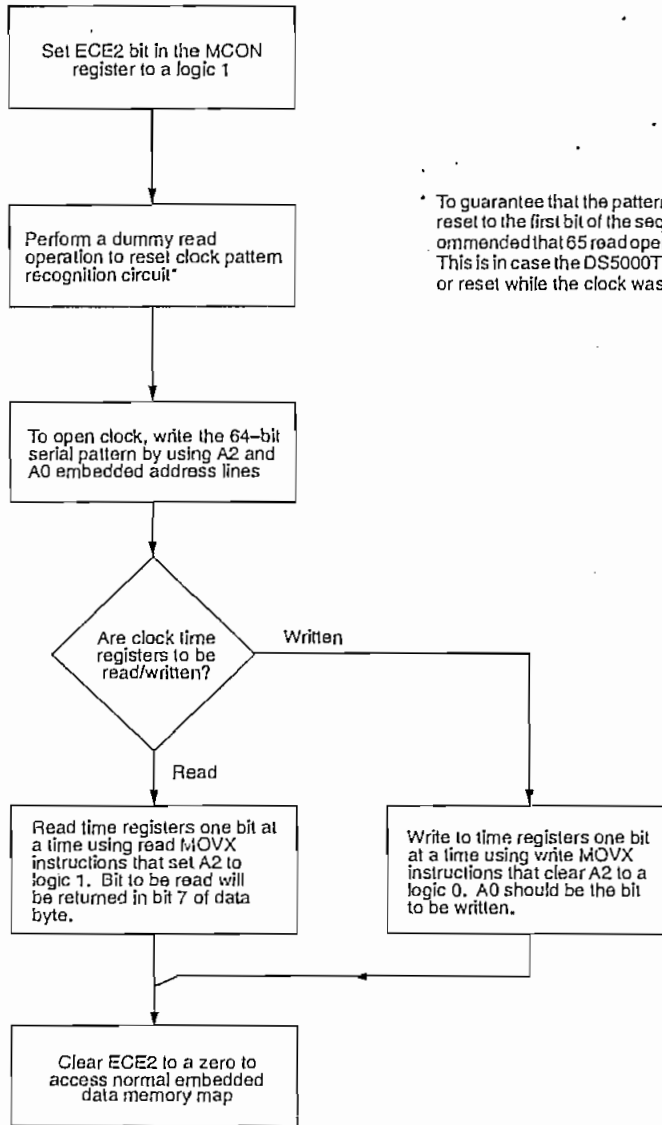 Set ECE2 bit in the MCON
register to a logic 1
Perform a dummy read
operation to reset clock pattern
recognition circuit*
* To guarantee that the pattern
reset to the first bit of the seq
ommended that 65 read ope
This is in case the DS5000T
or reset while the clock was
To open clock, write the 64–bit
serial pattern by using A2 and
A0 embedded address lines
Are clock time
registers to be
read/written?
Written
Read
Read time registers one bit at
a time using read MOVX
instructions that set A2 to
logic 1. Bit to be read will
be returned in bit 7 of data
byte.
Write to time registers one bit
at a time using write MOVX
instructions that clear A2 to a
logic 0. A0 should be the bit
to be written.
Clear ECE2 to a zero to
access normal embedded
data memory map